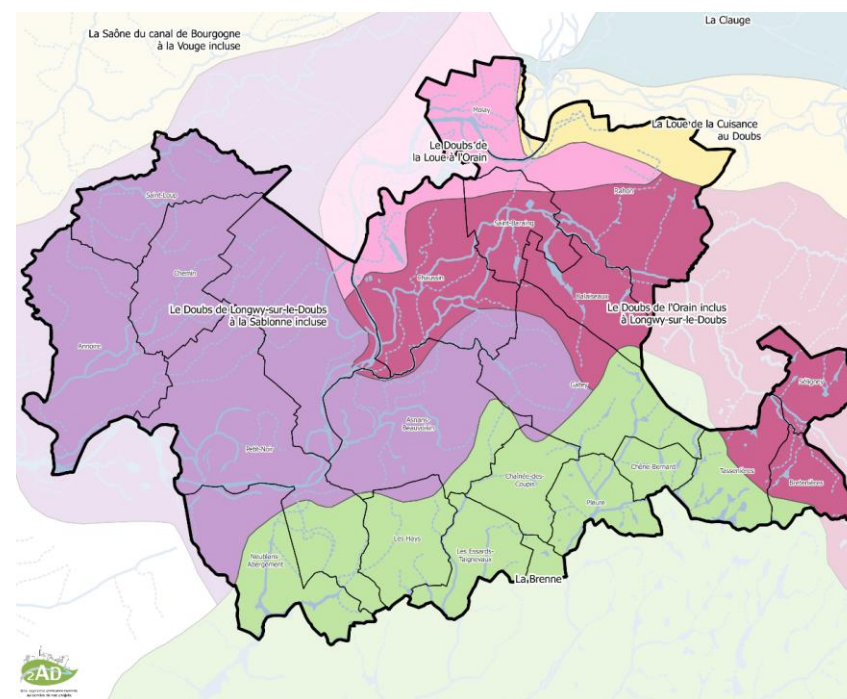 La Saône du canal de Bourgogne
à la Vouge incluse
La Clauge
Molay
La Loue de la Cuisance
au Doubs
Le Doubs de
la Loue à l'Orain
Rahon
Saint-Loup
Saint-Baraing
Chemin
Chaussin
Balaiseaux
Le Doubs de Longwy-sur-le-Doubs
à la Sablonne incluse
Le Doubs de l'Orain inclus
à Longwy-sur-le-Doubs
Annoire
Gatey
Séligney
Asnans-
Beauvoisin
Petit-Noir
Chêne-Bernard
Tassenières
Chaînée-des-
Coupis
Pleure
Les Hays
Les Essards-
Taignevaux
Neublans-
Abergement
La Brenne
2AD